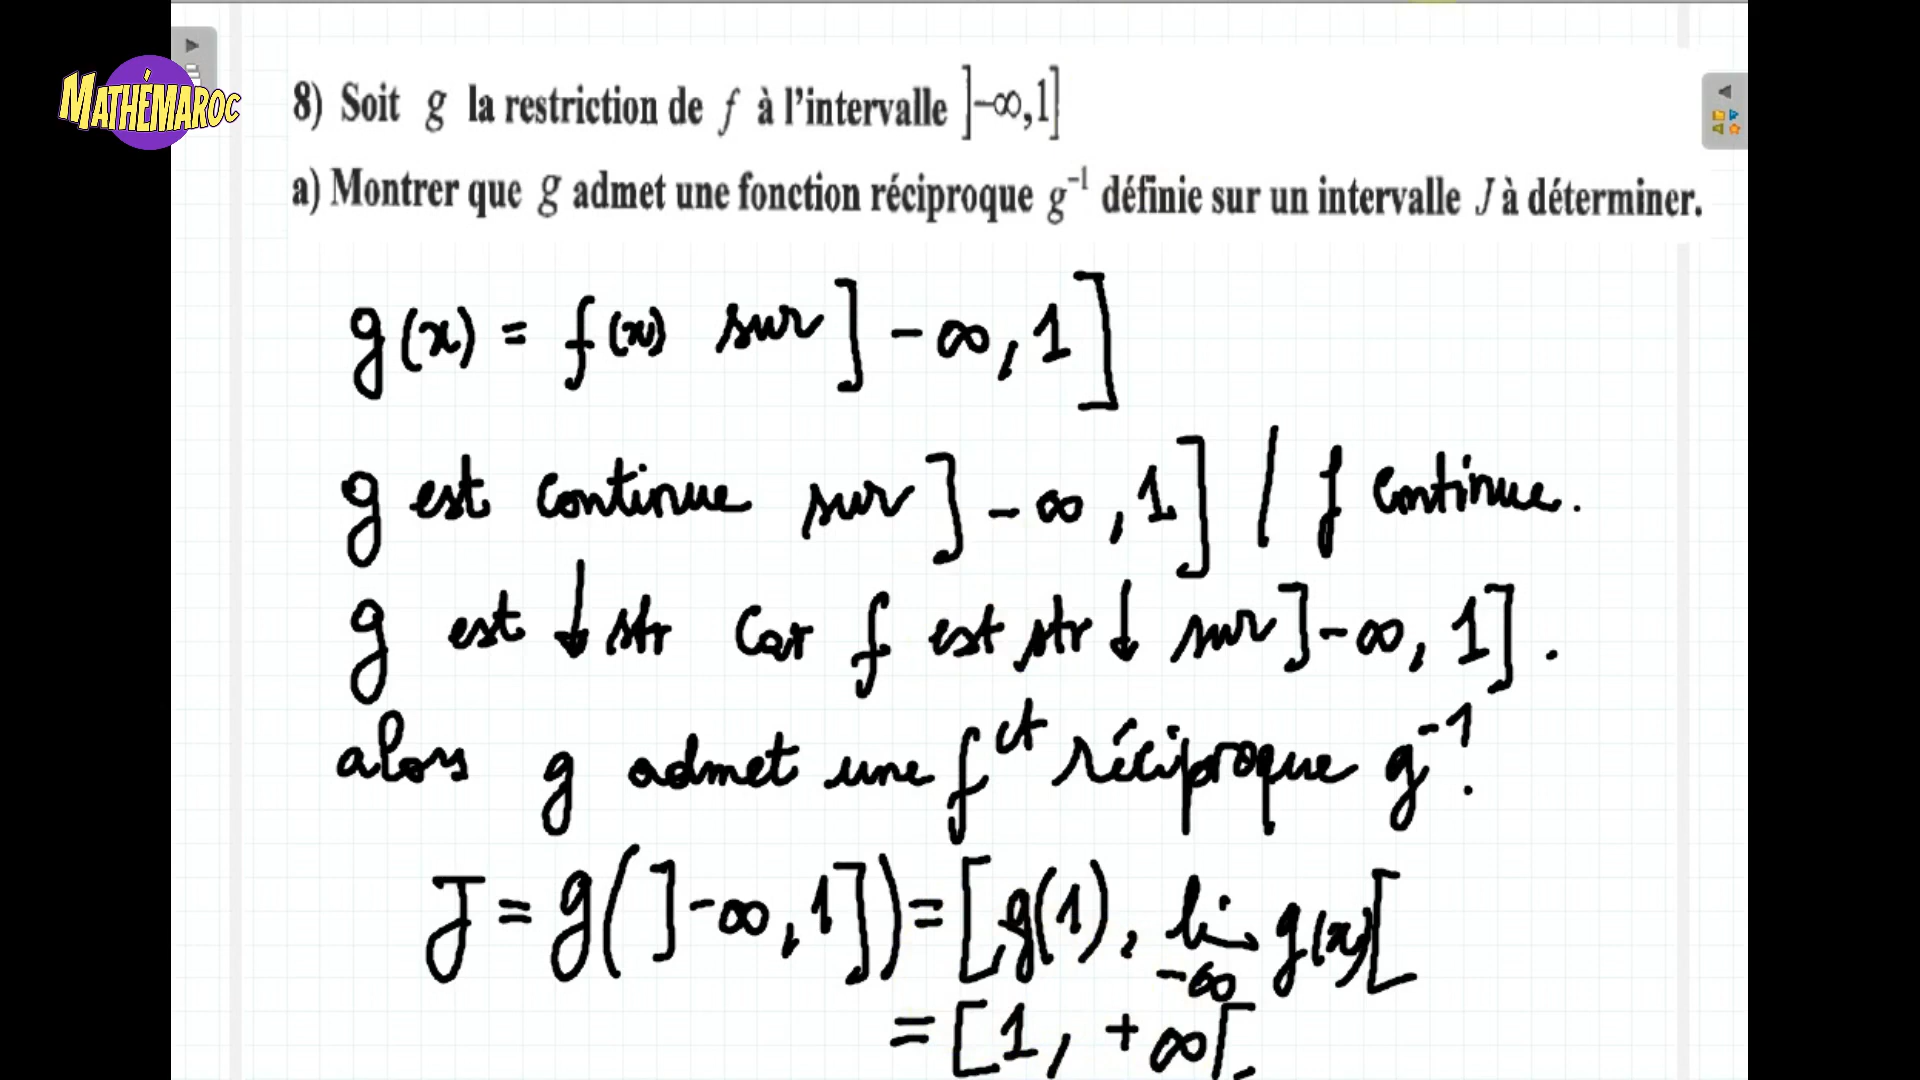 MATHÉMAROC
8) Soit g la restriction de f à l'intervalle ]-∞,1]
a) Montrer que g admet une fonction réciproque g⁻¹ définie sur un intervalle J à déterminer.
g(x) = f(x) sur ]-∞, 1]
g est continue sur ]-∞, 1] / f continue.
g est ↓ str car f est str ↓ sur ]-∞, 1].
alors g admet une fct réciproque g⁻¹.
J = g(]-∞, 1]) = [g(1), lim g(x)[
-∞
= [1, +∞[.